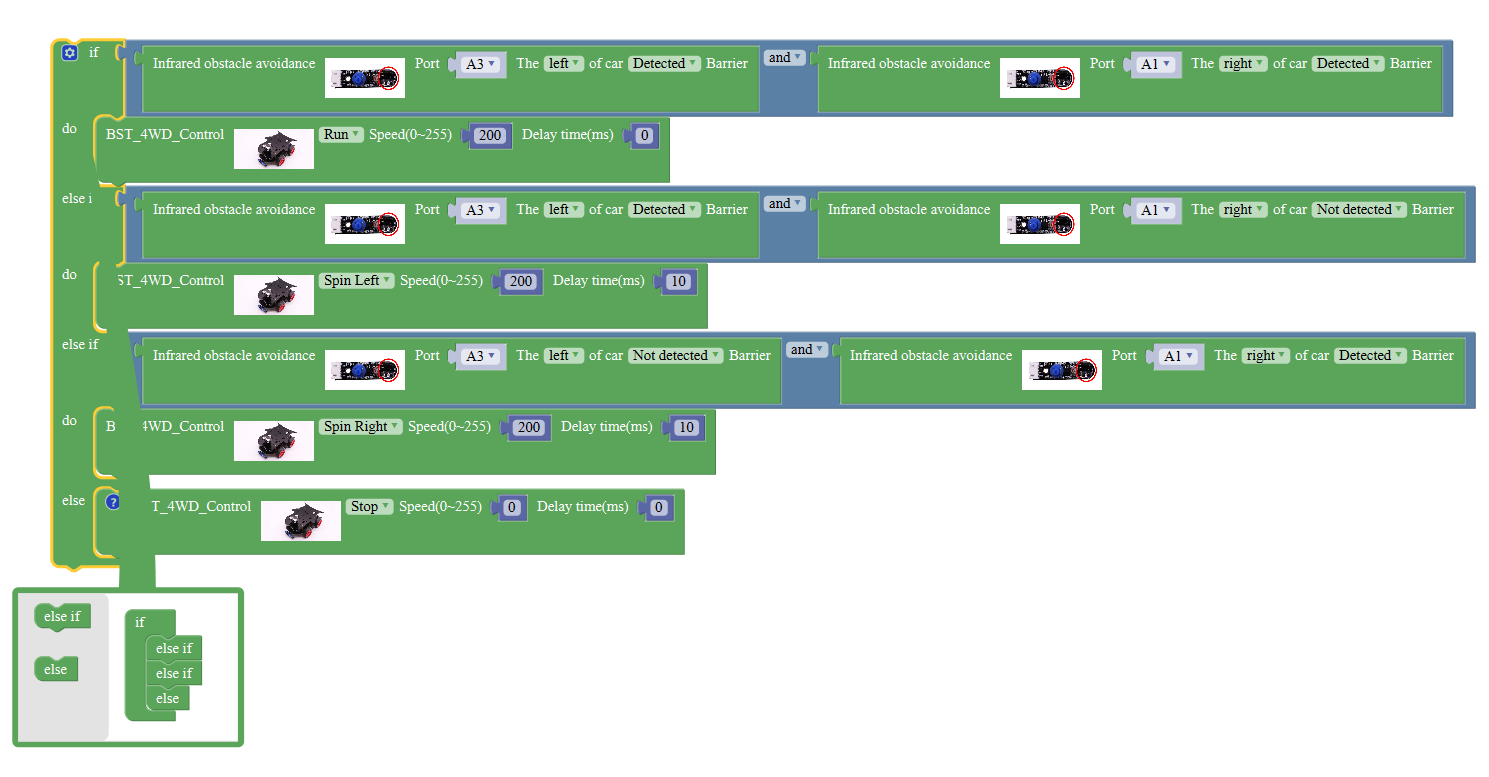 if Infrared obstacle avoidance Port A3 The left of car Detected Barrier and Infrared obstacle avoidance Port A1 The right of car Detected Barrier
do BST_4WD_Control Run Speed(0~255) 200 Delay time(ms) 0
else i Infrared obstacle avoidance Port A3 The left of car Detected Barrier and Infrared obstacle avoidance Port A1 The right of car Not detected Barrier
do ST_4WD_Control Spin Left Speed(0~255) 200 Delay time(ms) 10
else if Infrared obstacle avoidance Port A3 The left of car Not detected Barrier and Infrared obstacle avoidance Port A1 The right of car Detected Barrier
do B 4WD_Control Spin Right Speed(0~255) 200 Delay time(ms) 10
else ? T_4WD_Control Stop Speed(0~255) 0 Delay time(ms) 0
else if
else
if
else if
else if
else